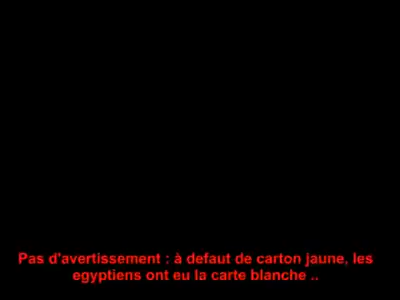 Pas d'avertissement : à defaut de carton jaune, les
egyptiens ont eu la carte blanche ..